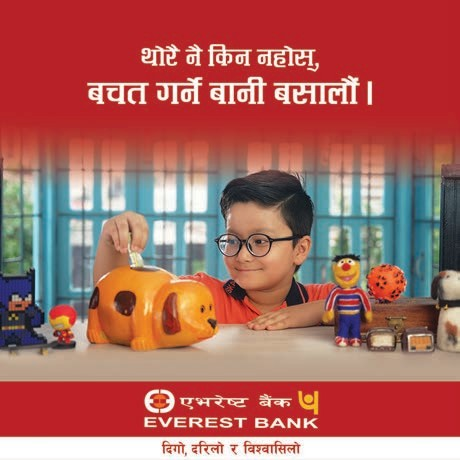 थोरै नै किन नहोस्,
बचत गर्ने बानी बसालौं ।
एभरेष्ट बैंक
EVEREST BANK
दिगो, दरिलो र विश्वासिलो